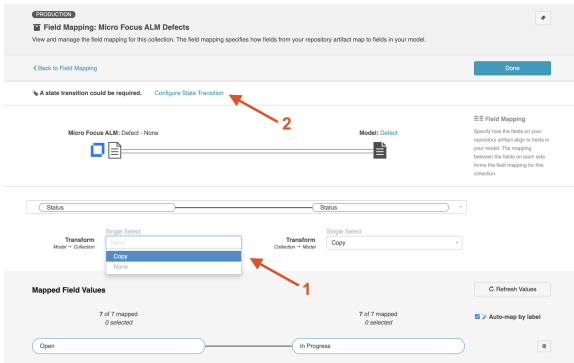 PRODUCTION
Field Mapping: Micro Focus ALM Defects
View and manage the field mapping for this collection. The field mapping specifies how fields from your repository artifact map to fields in your model.
Back to Field Mapping
Done
A state transition could be required. Configure State Transition
2
Field Mapping
Specify how the fields on your
repository artifact align to fields in
your model. The mapping
between the fields on each side
forms the field mapping for this
collection.
Micro Focus ALM: Defect - None
Model: Defect
Status
Status
Single Select
Transform
Model → Collection
None
Copy
None
Single Select
Transform
Collection → Model
Copy
1
Mapped Field Values
Refresh Values
7 of 7 mapped
0 selected
7 of 7 mapped
0 selected
Auto-map by label
Open
In Progress